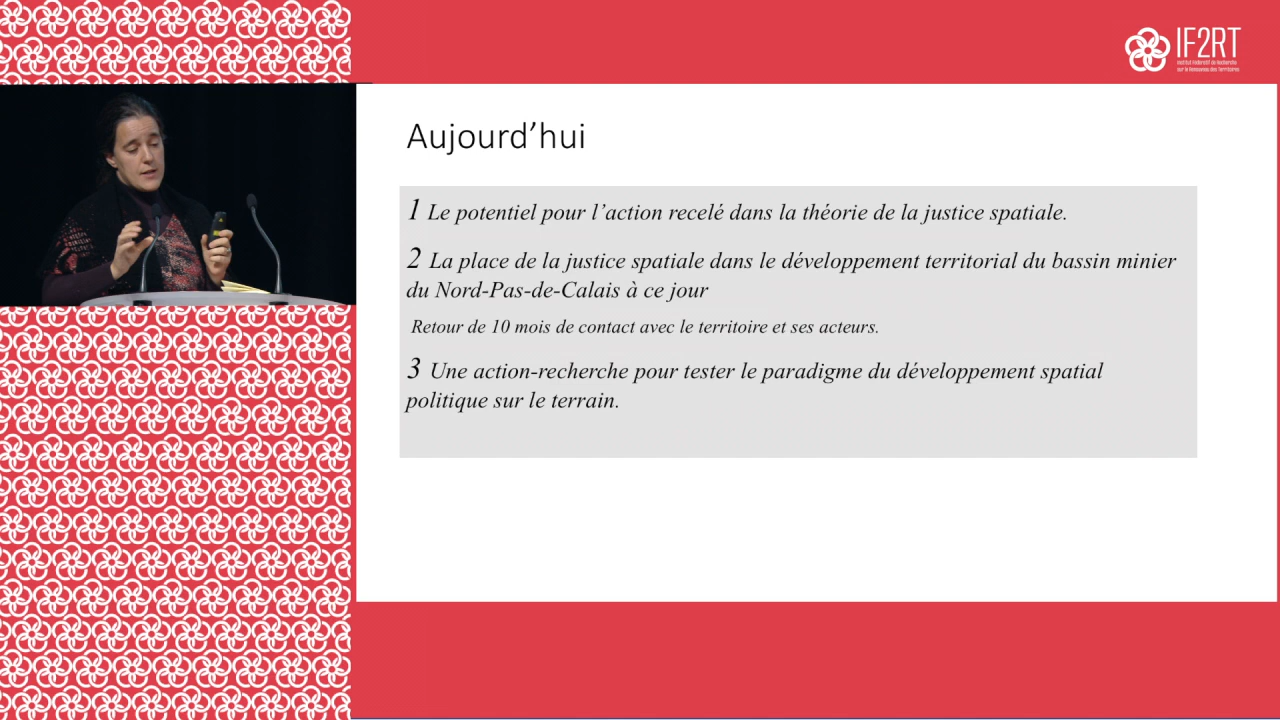 IF2RT
Institut Fédératif de Recherche
sur le Renouveau des Territoires
Aujourd’hui
1 Le potentiel pour l’action recelé dans la théorie de la justice spatiale.
2 La place de la justice spatiale dans le développement territorial du bassin minier
du Nord-Pas-de-Calais à ce jour
Retour de 10 mois de contact avec le territoire et ses acteurs.
3 Une action-recherche pour tester le paradigme du développement spatial
politique sur le terrain.